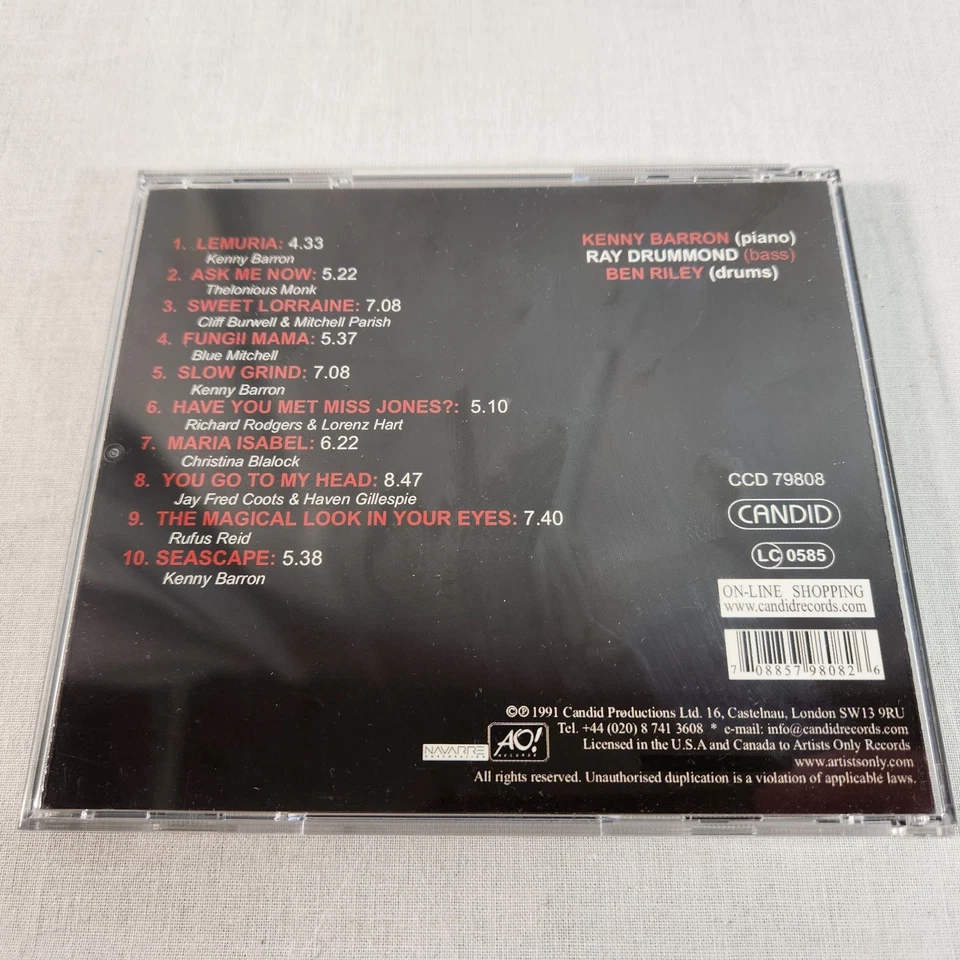 1. LEMURIA: 4.33
Kenny Barron
2. ASK ME NOW: 5.22
Thelonious Monk
3. SWEET LORRAINE: 7.08
Cliff Burwell & Mitchell Parish
4. FUNGII MAMA: 5.37
Blue Mitchell
5. SLOW GRIND: 7.08
Kenny Barron
6. HAVE YOU MET MISS JONES?: 5.10
Richard Rodgers & Lorenz Hart
7. MARIA ISABEL: 6.22
Christina Blalock
8. YOU GO TO MY HEAD: 8.47
Jay Fred Coots & Haven Gillespie
9. THE MAGICAL LOOK IN YOUR EYES: 7.40
Rufus Reid
10. SEASCAPE: 5.38
Kenny Barron
KENNY BARRON (piano)
RAY DRUMMOND (bass)
BEN RILEY (drums)
CCD 79808
CANDID
LC 0585
ON-LINE SHOPPING
www.candidrecords.com
7 08857 98082 6
©℗ 1991 Candid Productions Ltd. 16, Castelnau, London SW13 9RU
Tel. +44 (020) 8 741 3608 * e-mail: info@candidrecords.com
Licensed in the U.S.A and Canada to Artists Only Records
www.artistsonly.com
All rights reserved. Unauthorised duplication is a violation of applicable laws.
NAVARRE
CORPORATION
AO!
RECORDS